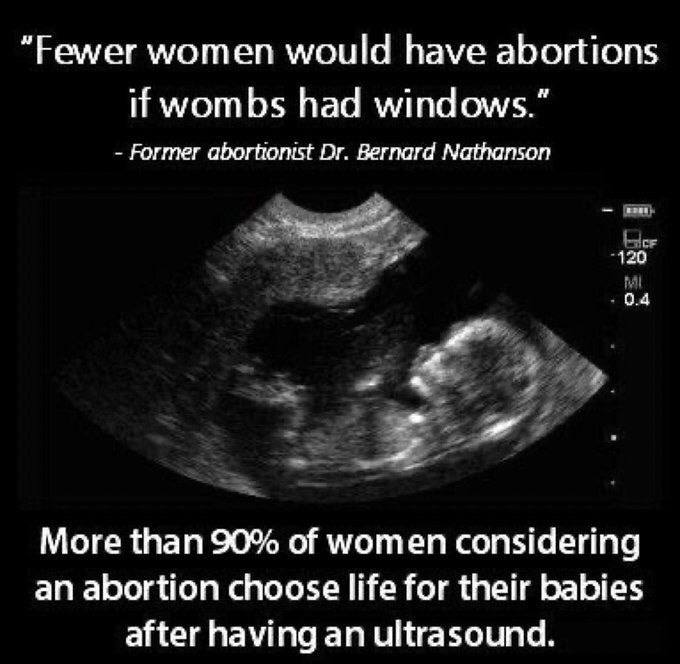 "Fewer women would have abortions
if wombs had windows."
- Former abortionist Dr. Bernard Nathanson
CF
120
MI
0.4
More than 90% of women considering
an abortion choose life for their babies
after having an ultrasound.